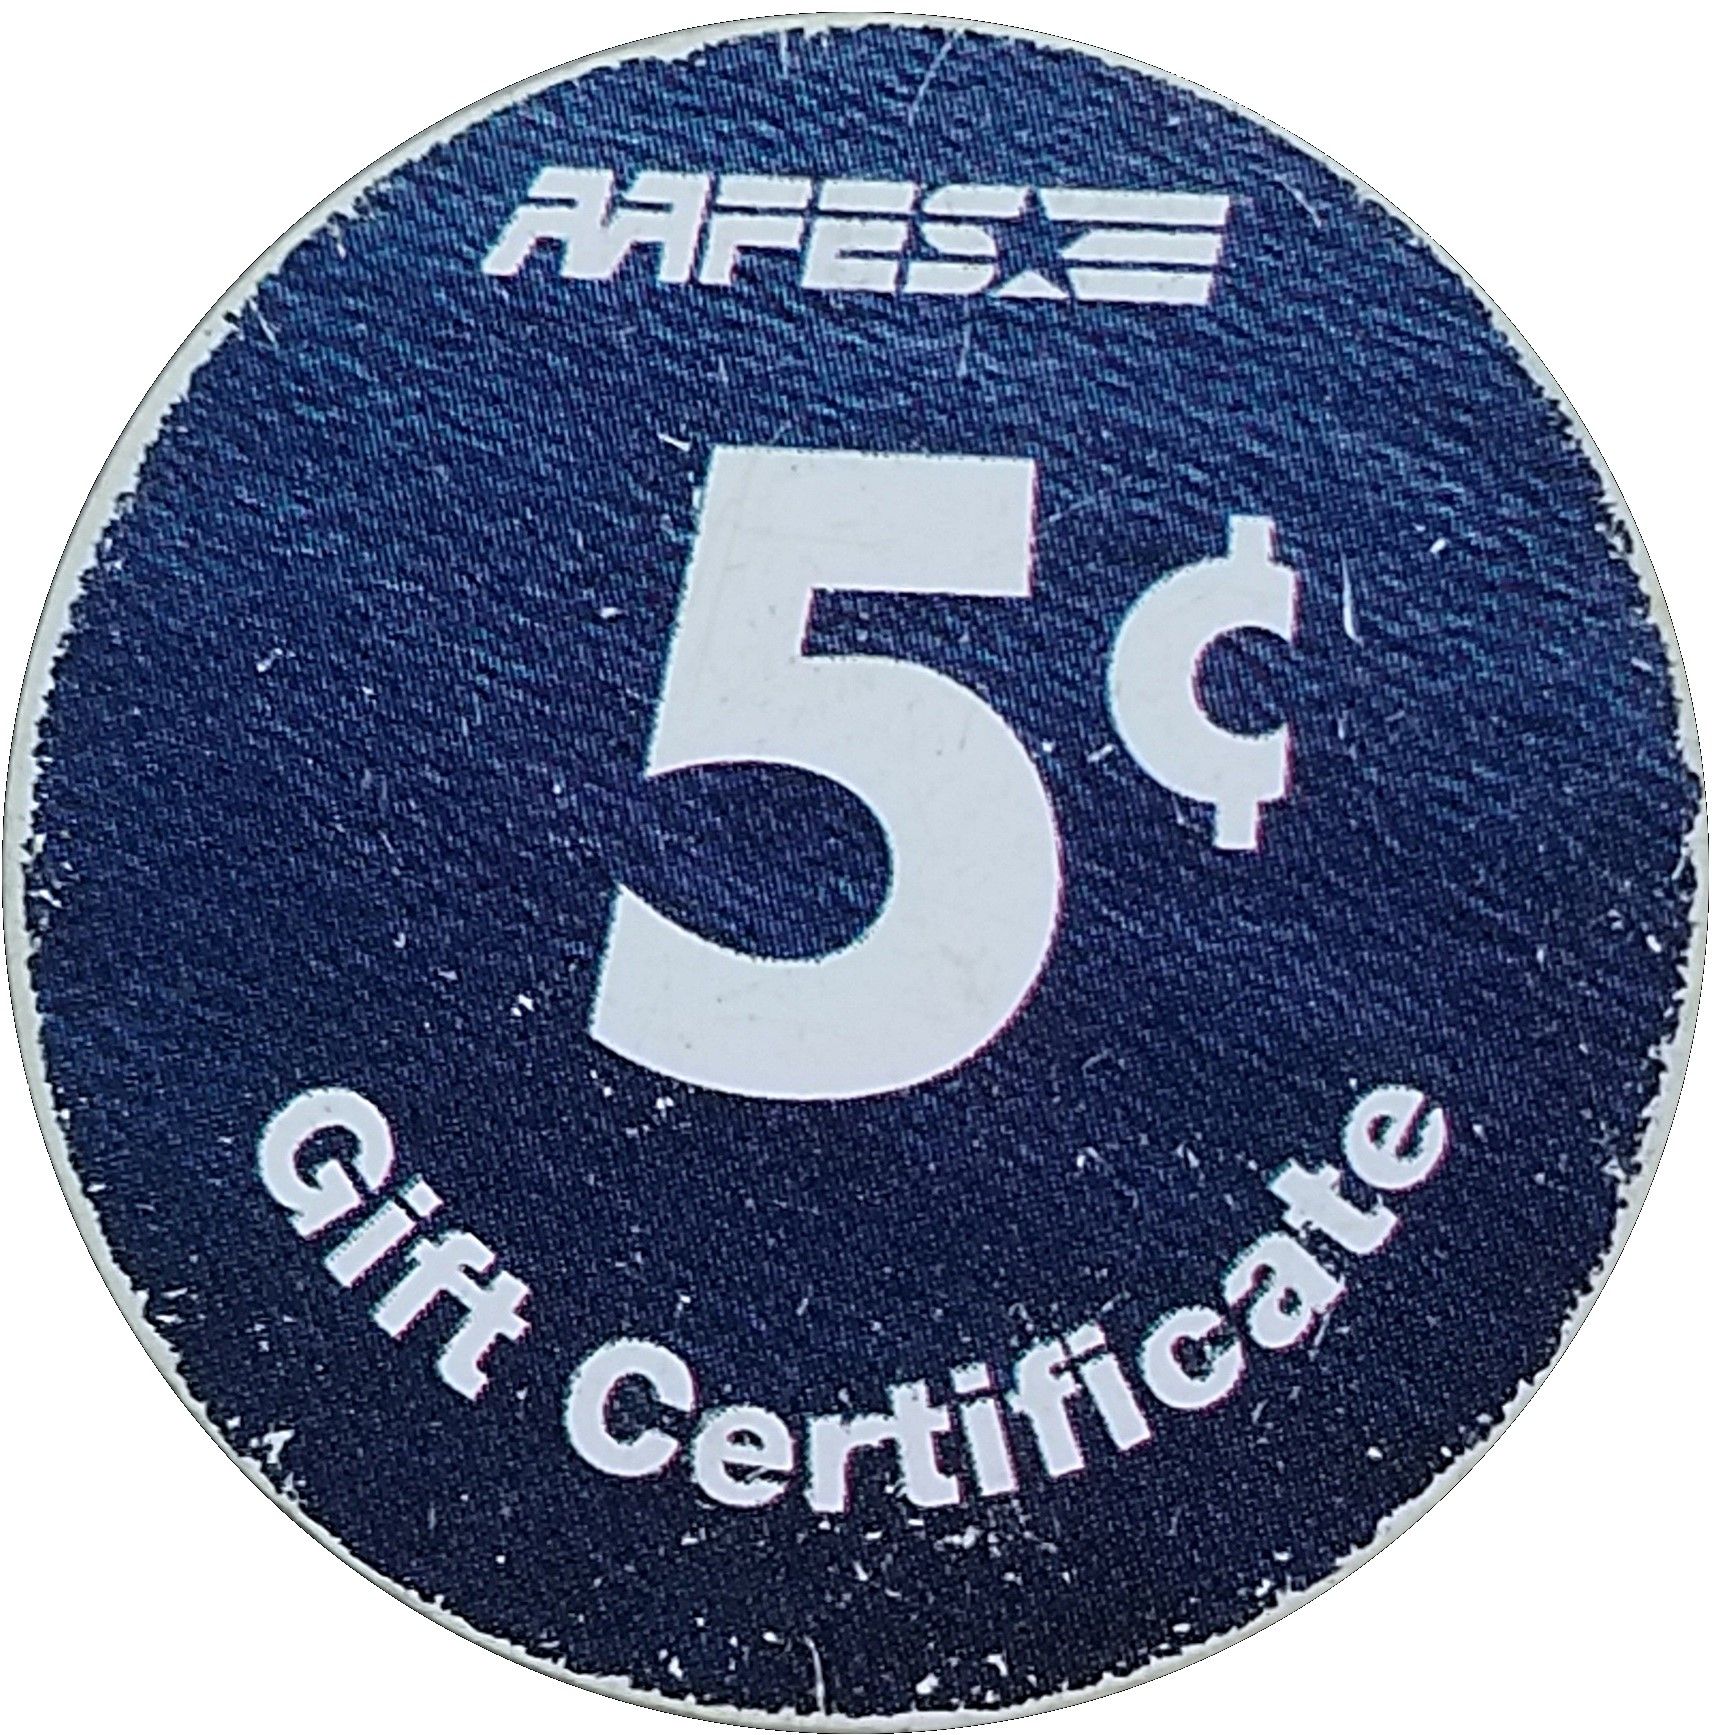 AAFES
5¢
Gift Certificate